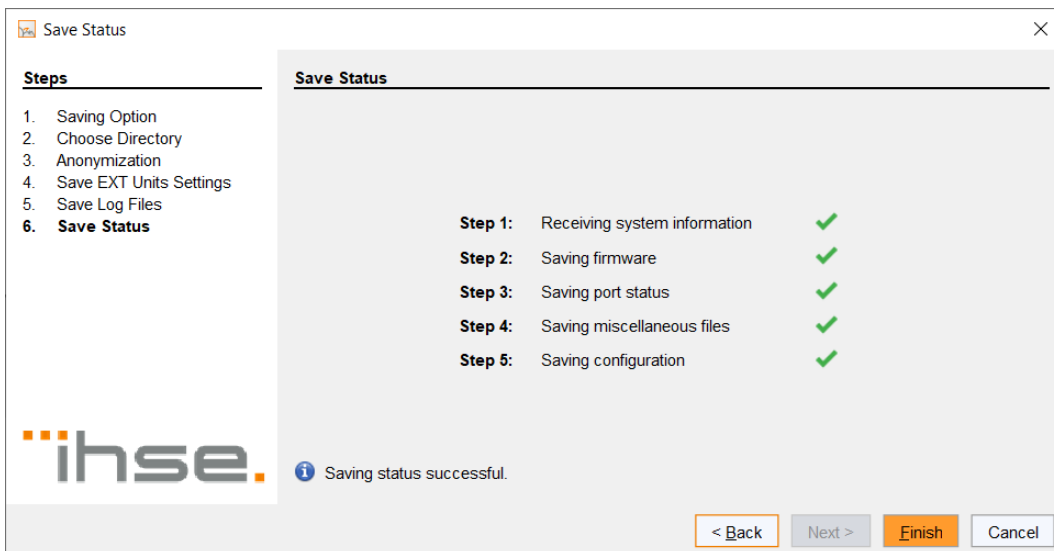 Save Status
Steps
1. Saving Option
2. Choose Directory
3. Anonymization
4. Save EXT Units Settings
5. Save Log Files
6. Save Status
Save Status
Step 1: Receiving system information
Step 2: Saving firmware
Step 3: Saving port status
Step 4: Saving miscellaneous files
Step 5: Saving configuration
ihse.
Saving status successful.
< Back Next > Finish Cancel